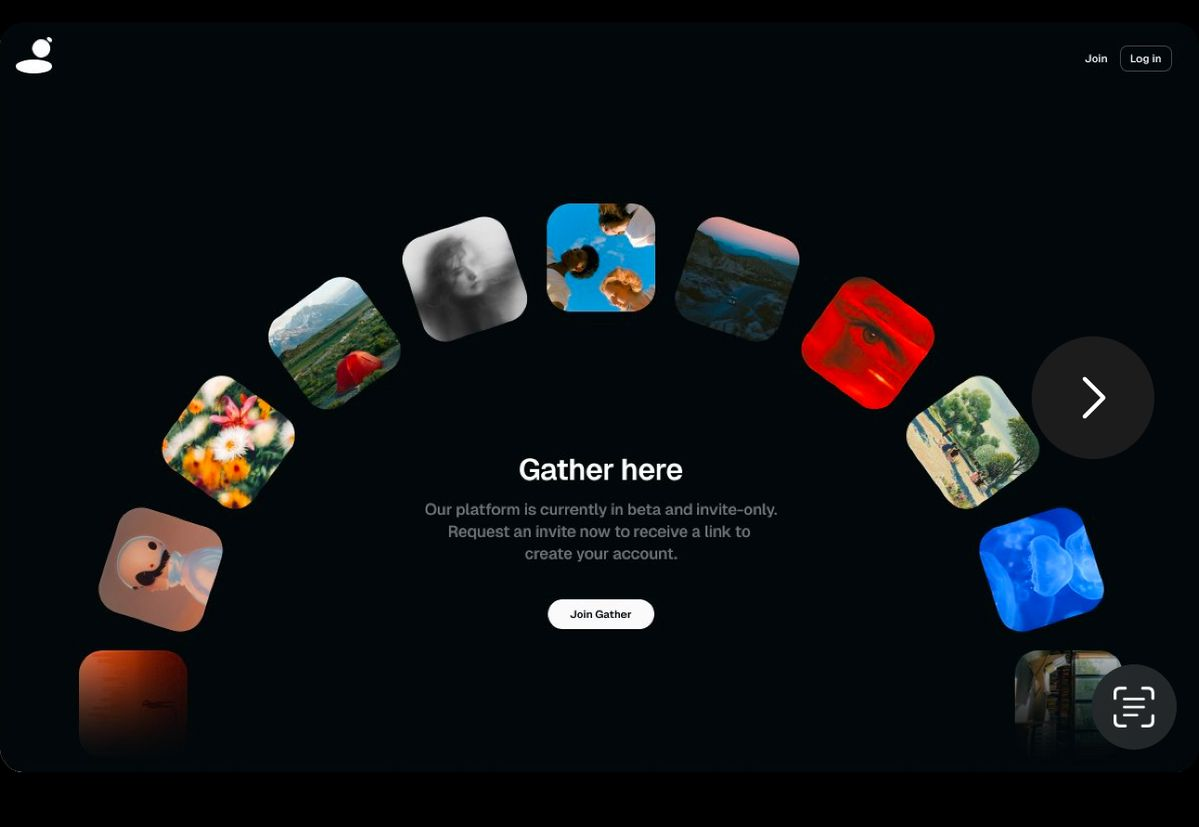 Join
Log in
Gather here
Our platform is currently in beta and invite-only.
Request an invite now to receive a link to
create your account.
Join Gather